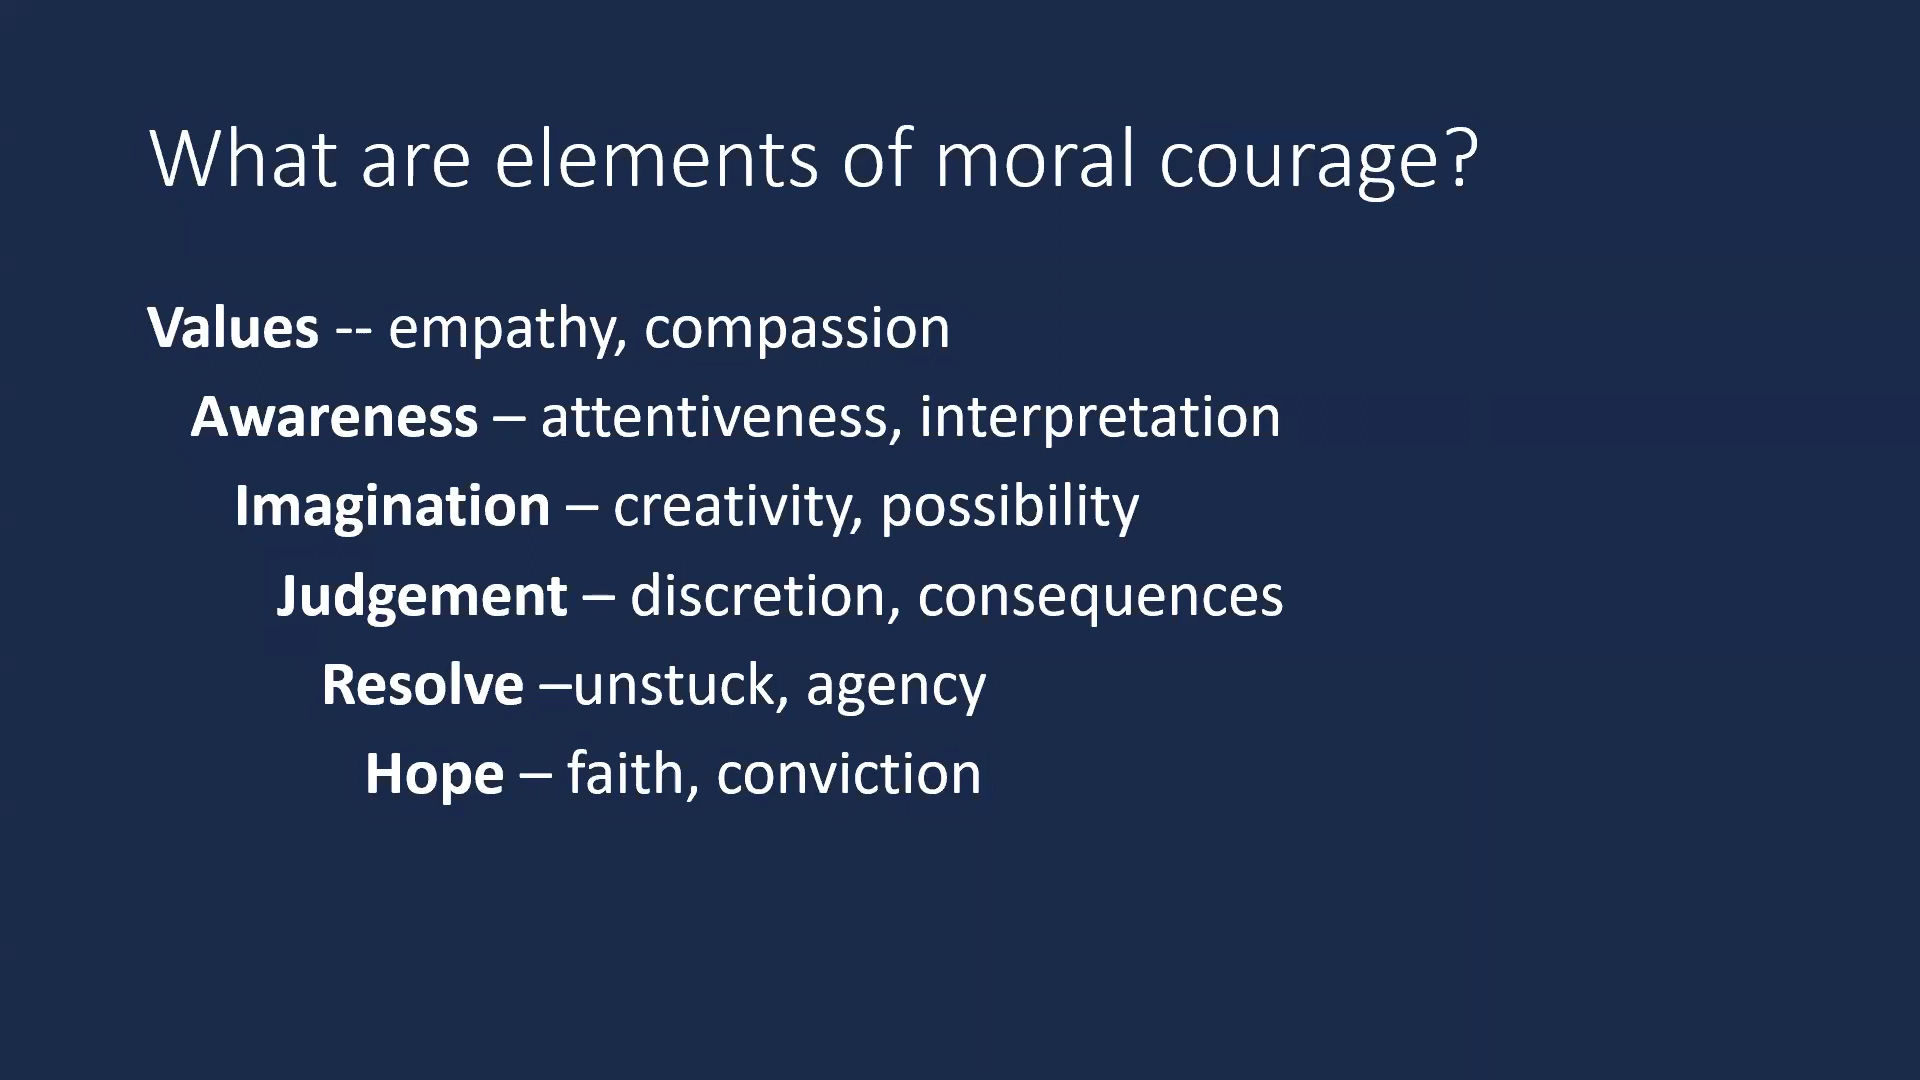 What are elements of moral courage?
Values -- empathy, compassion
Awareness – attentiveness, interpretation
Imagination – creativity, possibility
Judgement – discretion, consequences
Resolve –unstuck, agency
Hope – faith, conviction